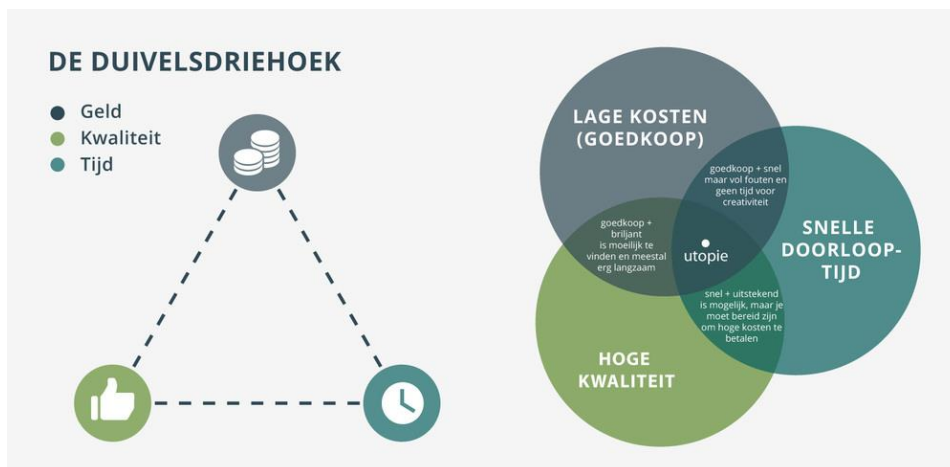 DE DUIVELSDRIEHOEK
Geld
Kwaliteit
Tijd
LAGE KOSTEN
(GOEDKOOP)
goedkoop + snel
maar vol fouten en
geen tijd voor
creativiteit
SNELLE
DOORLOOP-
TIJD
goedkoop +
briljant
is moeilijk te
vinden en meestal
erg langzaam
utopie
snel + uitstekend
is mogelijk, maar je
moet bereid zijn
om hoge kosten te
betalen
HOGE
KWALITEIT